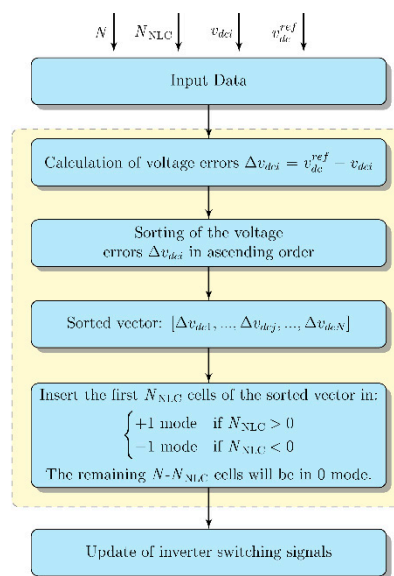 N N_NLC v_dci v_dc^ref
Input Data
Calculation of voltage errors Δv_dci = v_dc^ref − v_dci
Sorting of the voltage
errors Δv_dci in ascending order
Sorted vector: [Δv_dc1, ..., Δv_dcj, ..., Δv_dcN]
Insert the first N_NLC cells of the sorted vector in:
+1 mode if N_NLC > 0
−1 mode if N_NLC < 0
The remaining N-N_NLC cells will be in 0 mode.
Update of inverter switching signals